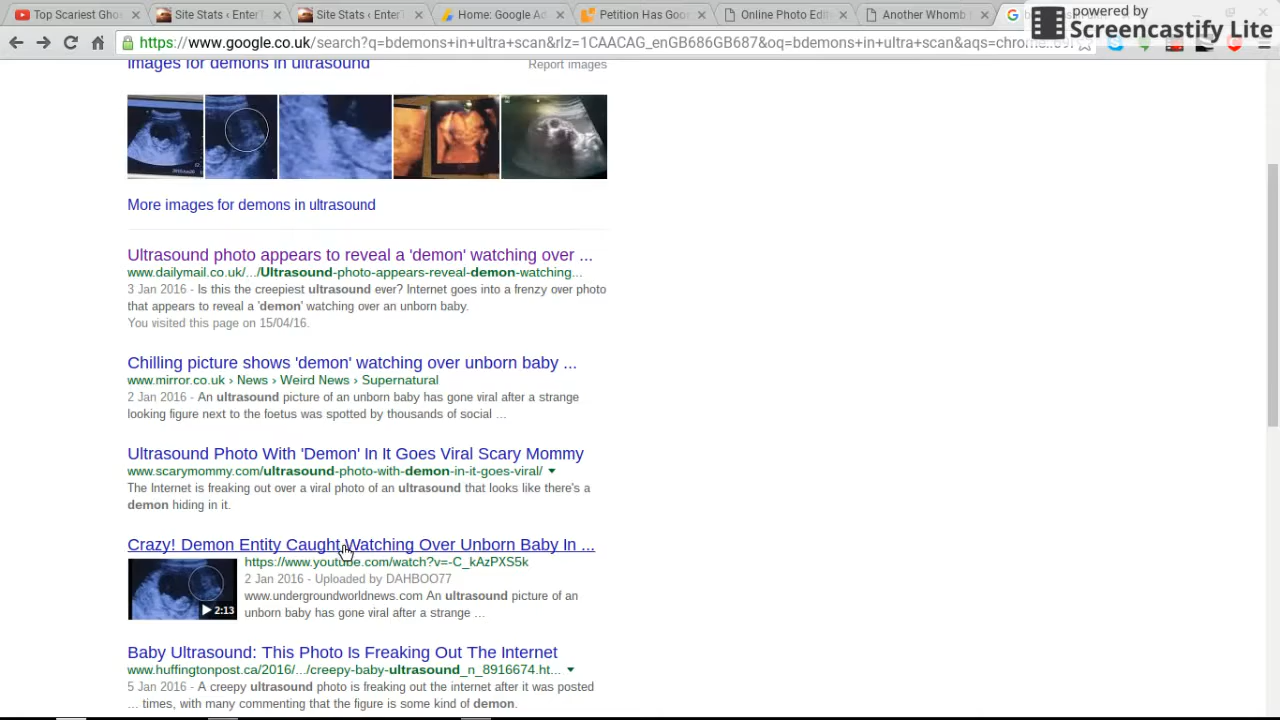 Top Scariest Ghos
Site Stats ‹ EnterT
Site Stats ‹ EnterT
Home: Google Ad
Petition Has Goo
Online Photo Edit
Another Whomb
powered by
Screencastify Lite
https://www.google.co.uk/search?q=bdemons+in+ultra+scan&rlz=1CAACAG_enGB686GB687&oq=bdemons+in+ultra+scan&aqs=chrome..69
Images for demons in ultrasound
Report images
More images for demons in ultrasound
Ultrasound photo appears to reveal a 'demon' watching over ...
www.dailymail.co.uk/.../Ultrasound-photo-appears-reveal-demon-watching...
3 Jan 2016 - Is this the creepiest ultrasound ever? Internet goes into a frenzy over photo
that appears to reveal a 'demon' watching over an unborn baby.
You visited this page on 15/04/16.
Chilling picture shows 'demon' watching over unborn baby ...
www.mirror.co.uk › News › Weird News › Supernatural
2 Jan 2016 - An ultrasound picture of an unborn baby has gone viral after a strange
looking figure next to the foetus was spotted by thousands of social ...
Ultrasound Photo With 'Demon' In It Goes Viral Scary Mommy
www.scarymommy.com/ultrasound-photo-with-demon-in-it-goes-viral/
The Internet is freaking out over a viral photo of an ultrasound that looks like there's a
demon hiding in it.
Crazy! Demon Entity Caught Watching Over Unborn Baby In ...
https://www.youtube.com/watch?v=-C_kAzPXS5k
2 Jan 2016 - Uploaded by DAHBOO77
www.undergroundworldnews.com An ultrasound picture of an
unborn baby has gone viral after a strange ...
2:13
Baby Ultrasound: This Photo Is Freaking Out The Internet
www.huffingtonpost.ca/2016/.../creepy-baby-ultrasound_n_8916674.ht...
5 Jan 2016 - A creepy ultrasound photo is freaking out the internet after it was posted
... times, with many commenting that the figure is some kind of demon.